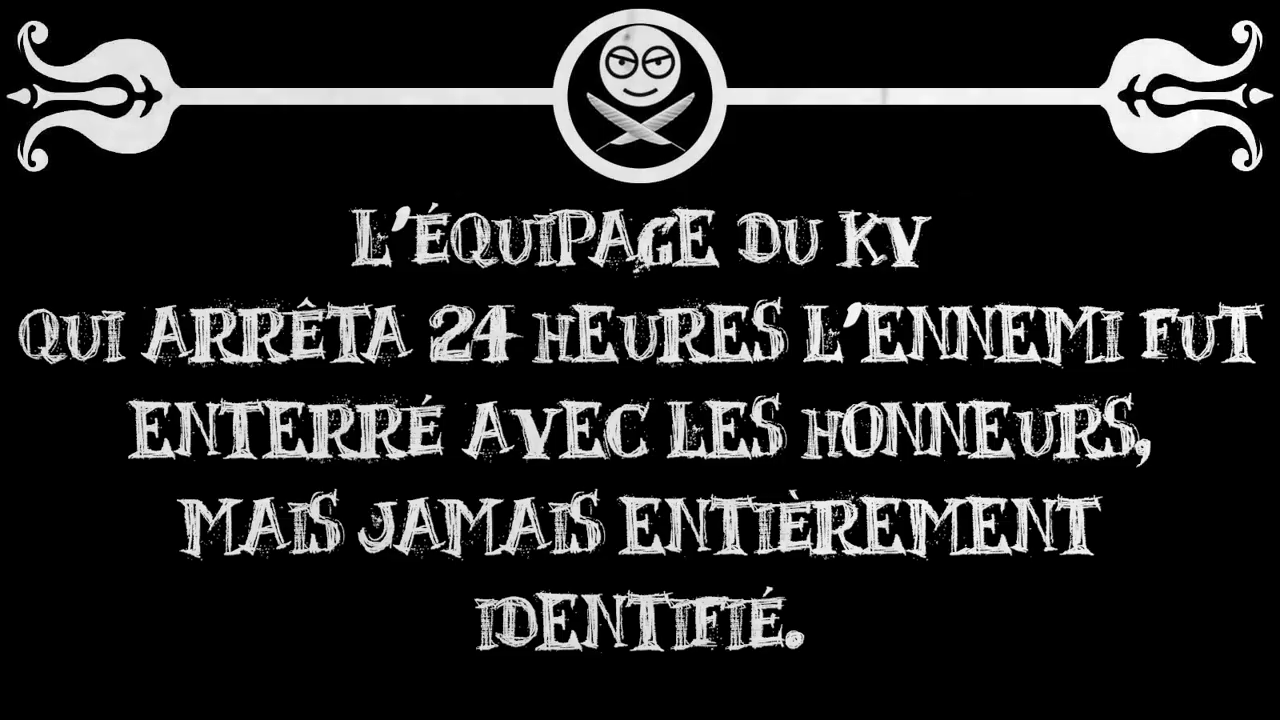 L'ÉQUIPAGE DU KV
QUI ARRÊTA 24 HEURES L'ENNEMI FUT
ENTERRÉ AVEC LES HONNEURS,
MAIS JAMAIS ENTIÈREMENT
IDENTIFIÉ.